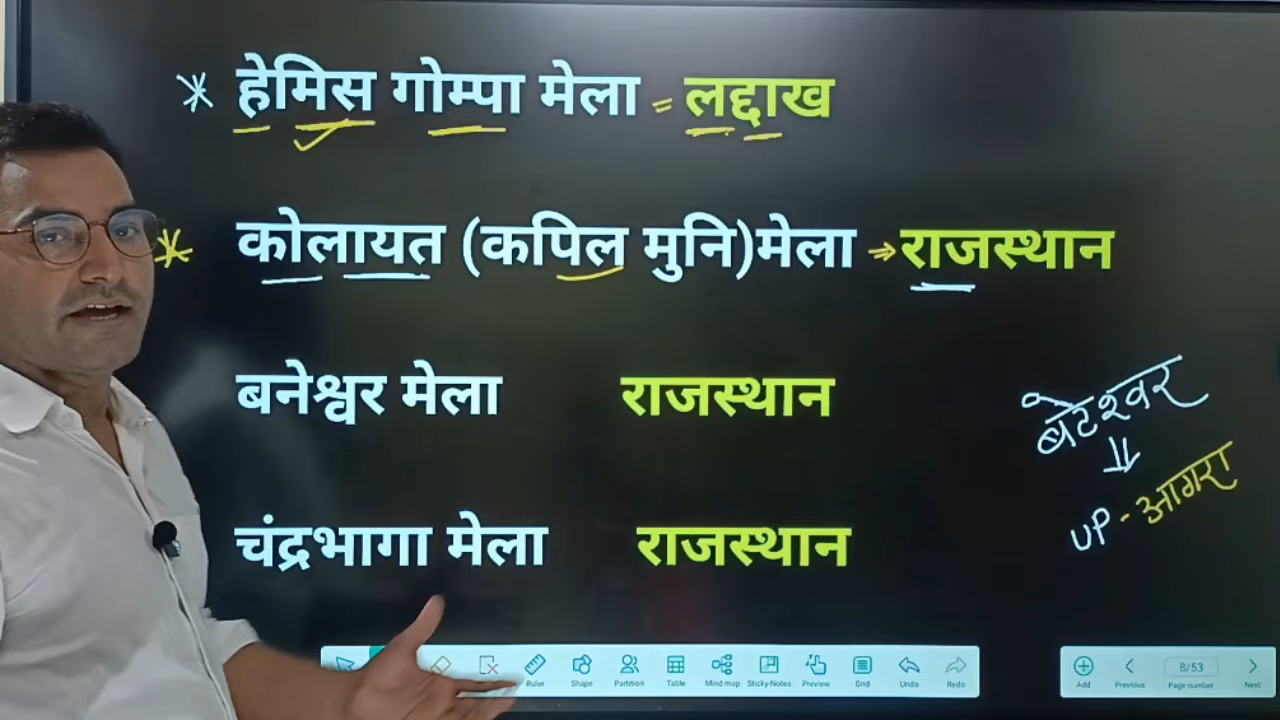 * हेमिस गोम्पा मेला = लद्दाख
* कोलायत (कपिल मुनि)मेला → राजस्थान
बनेश्वर मेला राजस्थान
चंद्रभागा मेला राजस्थान
बटेश्वर
⇓
UP - आगरा
Ruler Shape Partition Table Mind map Sticky Notes Preview Grid Undo Redo
Add Previous 8/53 Page number Next